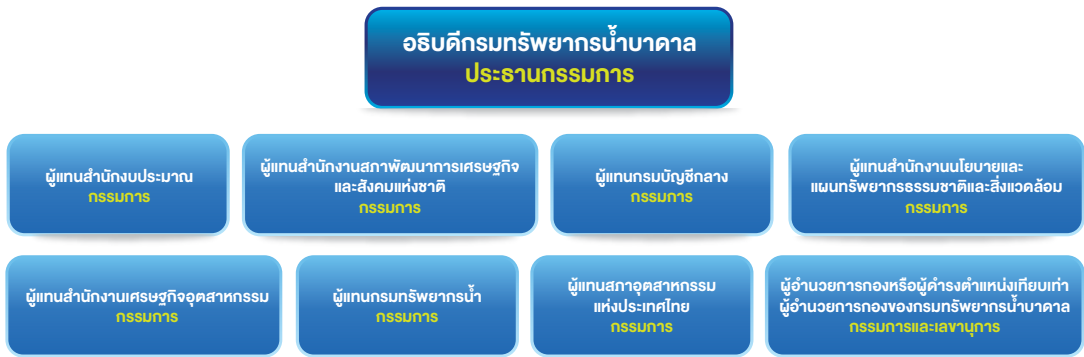 อธิบดีกรมทรัพยากรน้ำบาดาล
ประธานกรรมการ
ผู้แทนสำนักงบประมาณ
กรรมการ
ผู้แทนสำนักงานสภาพัฒนาการเศรษฐกิจ
และสังคมแห่งชาติ
กรรมการ
ผู้แทนกรมบัญชีกลาง
กรรมการ
ผู้แทนสำนักงานนโยบายและ
แผนทรัพยากรธรรมชาติและสิ่งแวดล้อม
กรรมการ
ผู้แทนสำนักงานเศรษฐกิจอุตสาหกรรม
กรรมการ
ผู้แทนกรมทรัพยากรน้ำ
กรรมการ
ผู้แทนสภาอุตสาหกรรม
แห่งประเทศไทย
กรรมการ
ผู้อำนวยการกองหรือผู้ดำรงตำแหน่งเทียบเท่า
ผู้อำนวยการกองของกรมทรัพยากรน้ำบาดาล
กรรมการและเลขานุการ